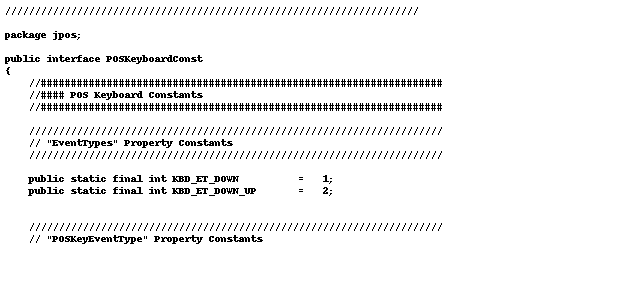 /////////////////////////////////////////////////////////////////////
package jpos;
public interface POSKeyboardConst
{
//###################################################################
//#### POS Keyboard Constants
//###################################################################
/////////////////////////////////////////////////////////////////////
// "EventTypes" Property Constants
/////////////////////////////////////////////////////////////////////
public static final int KBD_ET_DOWN          =   1;
public static final int KBD_ET_DOWN_UP       =   2;
/////////////////////////////////////////////////////////////////////
// "POSKeyEventType" Property Constants